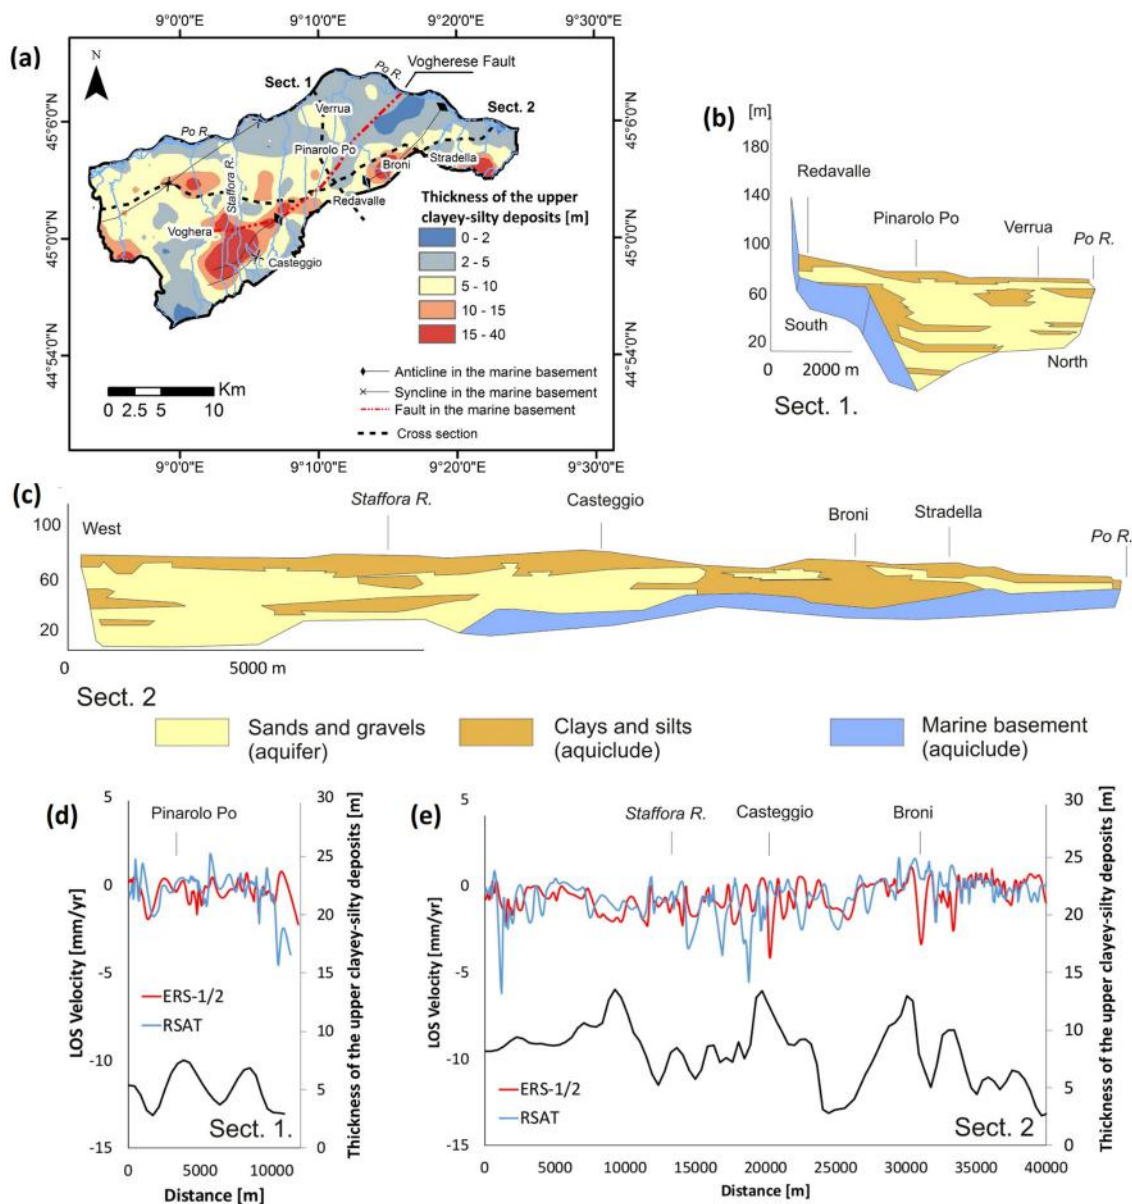 (a)
9°0'0"E
9°10'0"E
9°20'0"E
9°30'0"E
N
Vogherese Fault
Po R.
Sect. 1
Sect. 2
Verrua
45°6'0"N
45°6'0"N
Po R.
Pinarolo Po
Stradella
Broni
Staffora R.
Redavalle
Thickness of the upper
clayey-silty deposits [m]
Voghera
45°0'0"N
45°0'0"N
0 - 2
Casteggio
2 - 5
5 - 10
10 - 15
15 - 40
44°54'0"N
44°54'0"N
Anticline in the marine basement
Syncline in the marine basement
Fault in the marine basement
Cross section
Km
0 2.5 5 10
9°0'0"E
9°10'0"E
9°20'0"E
9°30'0"E
(b)
[m]
180
Redavalle
140
Pinarolo Po
Verrua
Po R.
100
60
South
20
North
0
2000 m
Sect. 1.
(c)
100
West
Staffora R.
Casteggio
Broni
Stradella
Po R.
60
20
0
5000 m
Sect. 2
Sands and gravels
(aquifer)
Clays and silts
(aquiclude)
Marine basement
(aquiclude)
(d)
Pinarolo Po
LOS Velocity [mm/yr]
5
0
-5
-10
-15
30
25
20
15
10
5
0
Thickness of the upper clayey-silty deposits [m]
ERS-1/2
RSAT
Sect. 1.
0 5000 10000
Distance [m]
(e)
Staffora R.
Casteggio
Broni
LOS Velocity [mm/yr]
5
0
-5
-10
-15
30
25
20
15
10
5
0
Thickness of the upper clayey-silty deposits [m]
ERS-1/2
RSAT
Sect. 2
0 5000 10000 15000 20000 25000 30000 35000 40000
Distance [m]